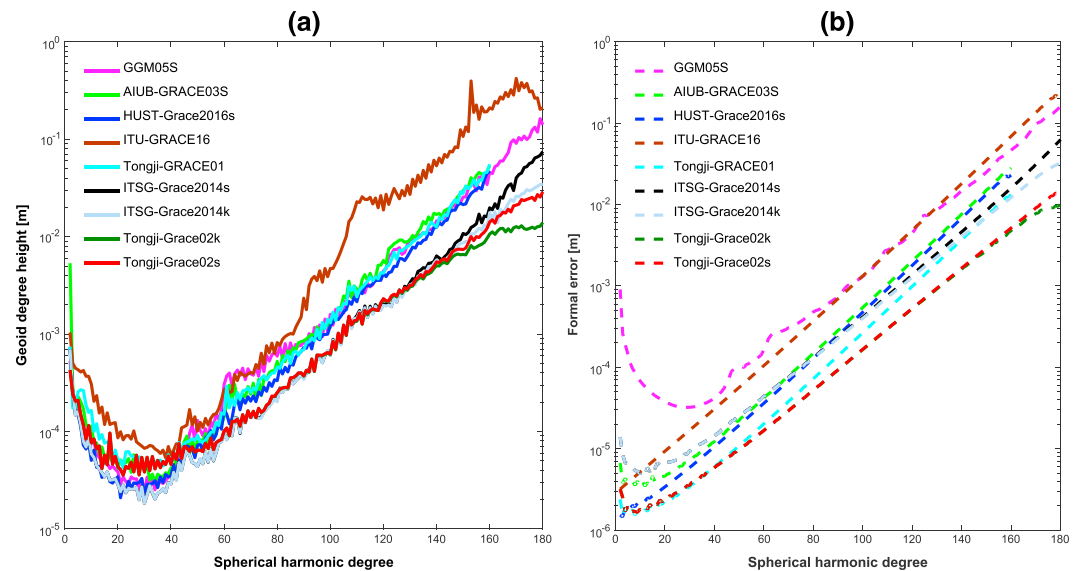 (a)
10⁰
10⁻¹
10⁻²
10⁻³
10⁻⁴
10⁻⁵
Geoid degree height [m]
GGM05S
AIUB-GRACE03S
HUST-Grace2016s
ITU-GRACE16
Tongji-GRACE01
ITSG-Grace2014s
ITSG-Grace2014k
Tongji-Grace02k
Tongji-Grace02s
0 20 40 60 80 100 120 140 160 180
Spherical harmonic degree
(b)
10⁰
10⁻¹
10⁻²
10⁻³
10⁻⁴
10⁻⁵
10⁻⁶
Formal error [m]
GGM05S
AIUB-GRACE03S
HUST-Grace2016s
ITU-GRACE16
Tongji-GRACE01
ITSG-Grace2014s
ITSG-Grace2014k
Tongji-Grace02k
Tongji-Grace02s
0 20 40 60 80 100 120 140 160 180
Spherical harmonic degree